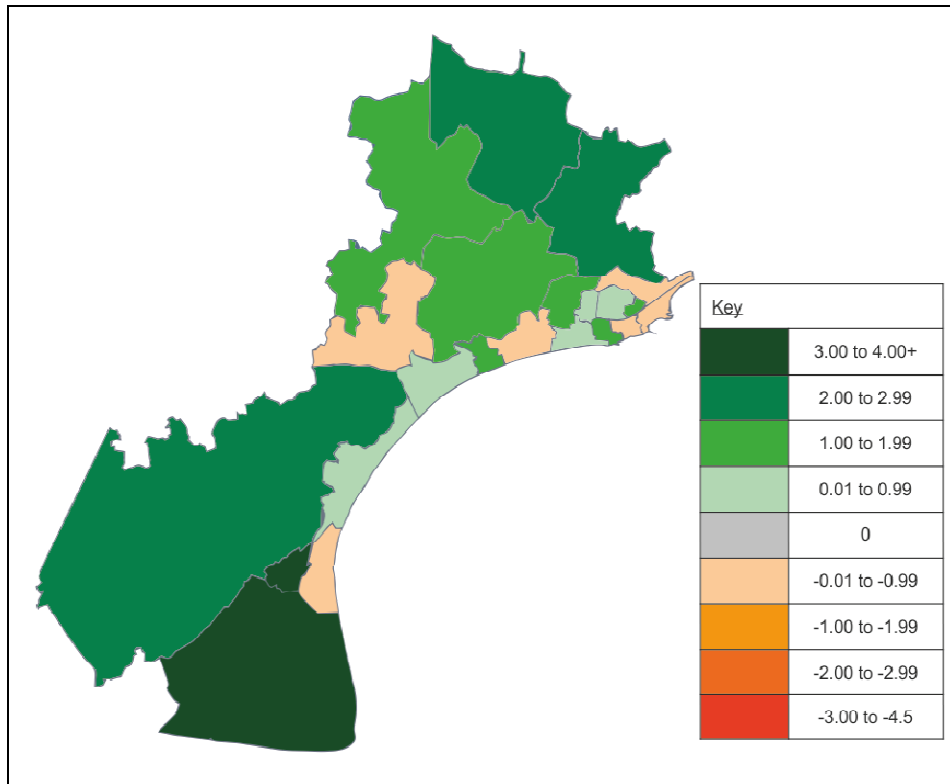 Key
3.00 to 4.00+
2.00 to 2.99
1.00 to 1.99
0.01 to 0.99
0
-0.01 to -0.99
-1.00 to -1.99
-2.00 to -2.99
-3.00 to -4.5